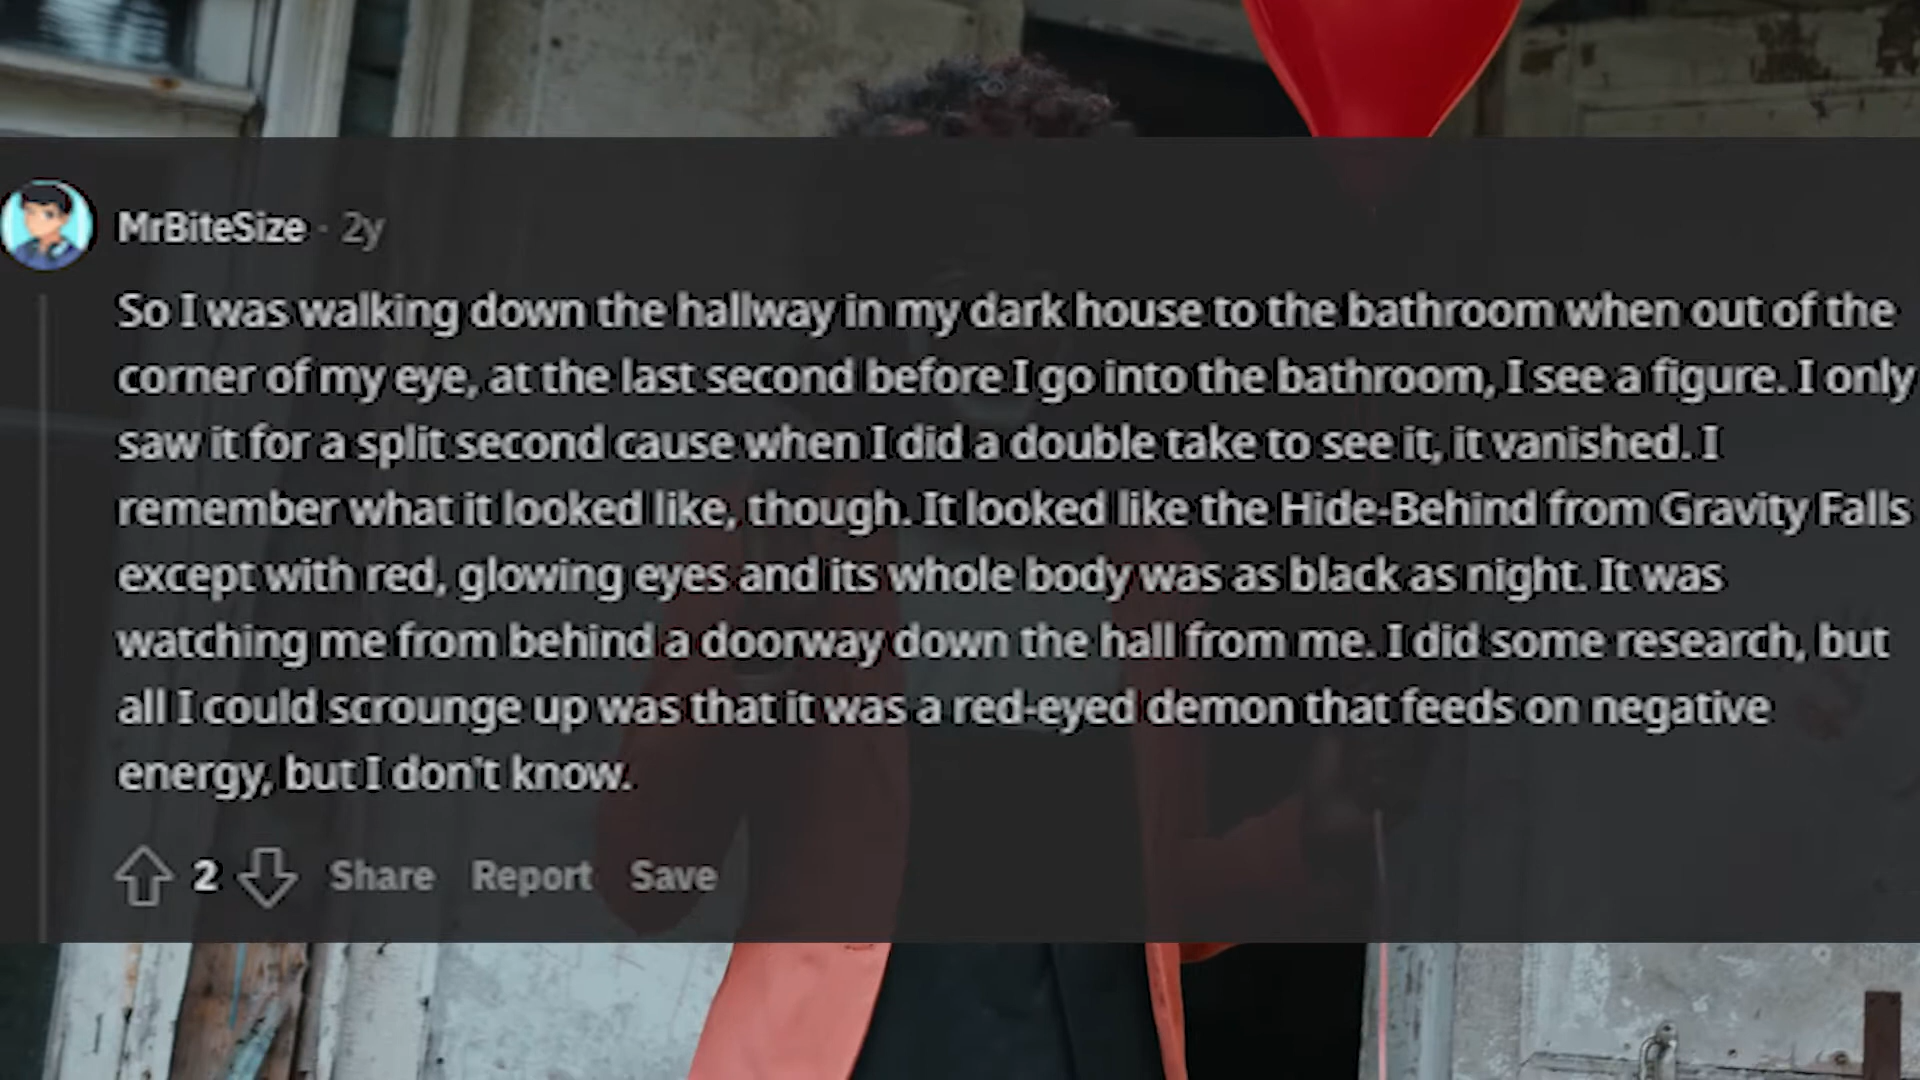 MrBiteSize · 2y
So I was walking down the hallway in my dark house to the bathroom when out of the
corner of my eye, at the last second before I go into the bathroom, I see a figure. I only
saw it for a split second cause when I did a double take to see it, it vanished. I
remember what it looked like, though. It looked like the Hide-Behind from Gravity Falls
except with red, glowing eyes and its whole body was as black as night. It was
watching me from behind a doorway down the hall from me. I did some research, but
all I could scrounge up was that it was a red-eyed demon that feeds on negative
energy, but I don't know.
2 Share Report Save